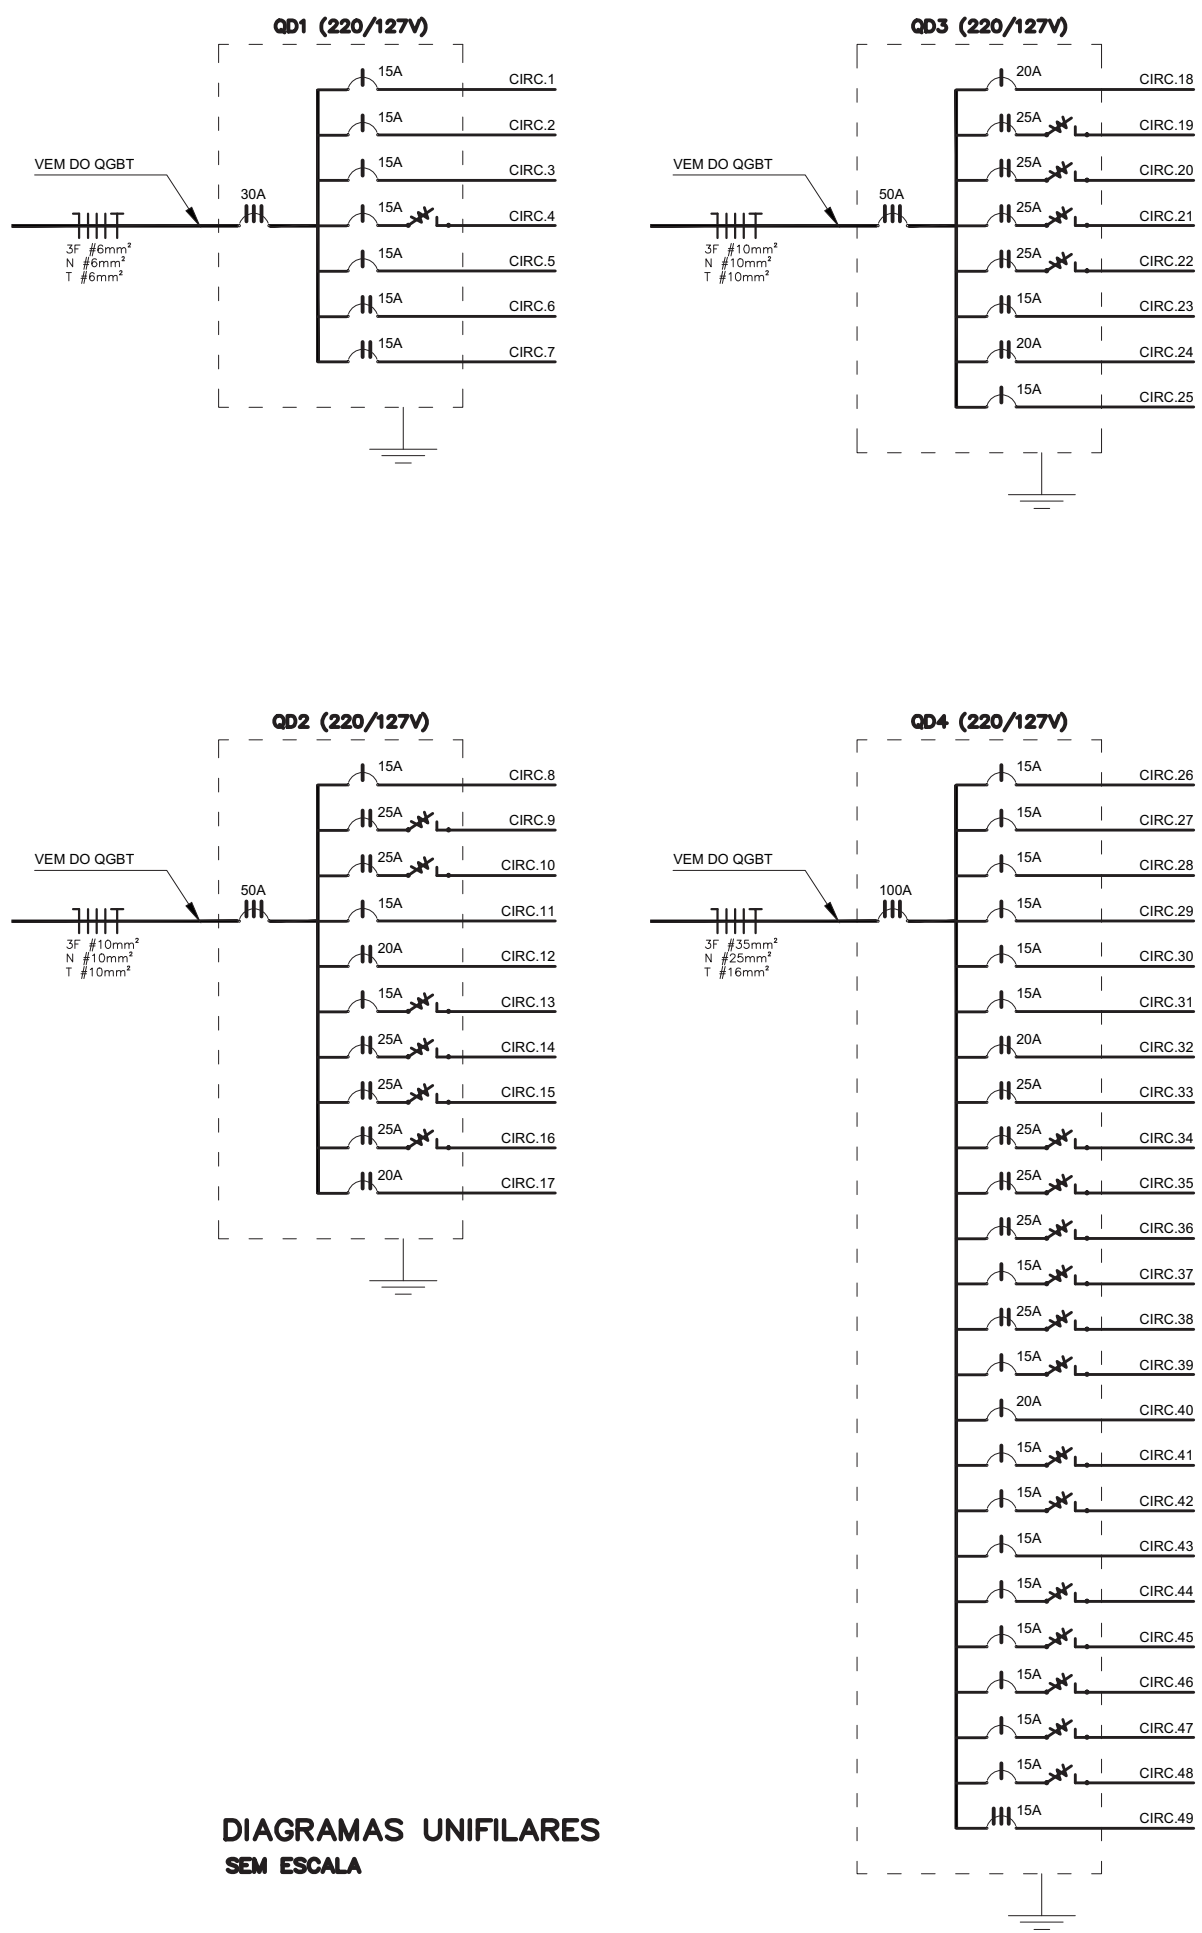 QD1 (220/127V)
15A CIRC.1
15A CIRC.2
15A CIRC.3
VEM DO QGBT
30A
15A CIRC.4
3F #6mm²
N #6mm²
T #6mm²
15A CIRC.5
15A CIRC.6
15A CIRC.7
QD3 (220/127V)
20A CIRC.18
25A CIRC.19
25A CIRC.20
VEM DO QGBT
50A
25A CIRC.21
3F #10mm²
N #10mm²
T #10mm²
25A CIRC.22
15A CIRC.23
20A CIRC.24
15A CIRC.25
QD2 (220/127V)
15A CIRC.8
25A CIRC.9
25A CIRC.10
VEM DO QGBT
50A
15A CIRC.11
3F #10mm²
N #10mm²
T #10mm²
20A CIRC.12
15A CIRC.13
25A CIRC.14
25A CIRC.15
25A CIRC.16
20A CIRC.17
QD4 (220/127V)
15A CIRC.26
15A CIRC.27
15A CIRC.28
VEM DO QGBT
100A
15A CIRC.29
3F #35mm²
N #25mm²
T #16mm²
15A CIRC.30
15A CIRC.31
20A CIRC.32
25A CIRC.33
25A CIRC.34
25A CIRC.35
25A CIRC.36
15A CIRC.37
25A CIRC.38
15A CIRC.39
20A CIRC.40
15A CIRC.41
15A CIRC.42
15A CIRC.43
15A CIRC.44
15A CIRC.45
15A CIRC.46
15A CIRC.47
15A CIRC.48
15A CIRC.49
DIAGRAMAS UNIFILARES
SEM ESCALA